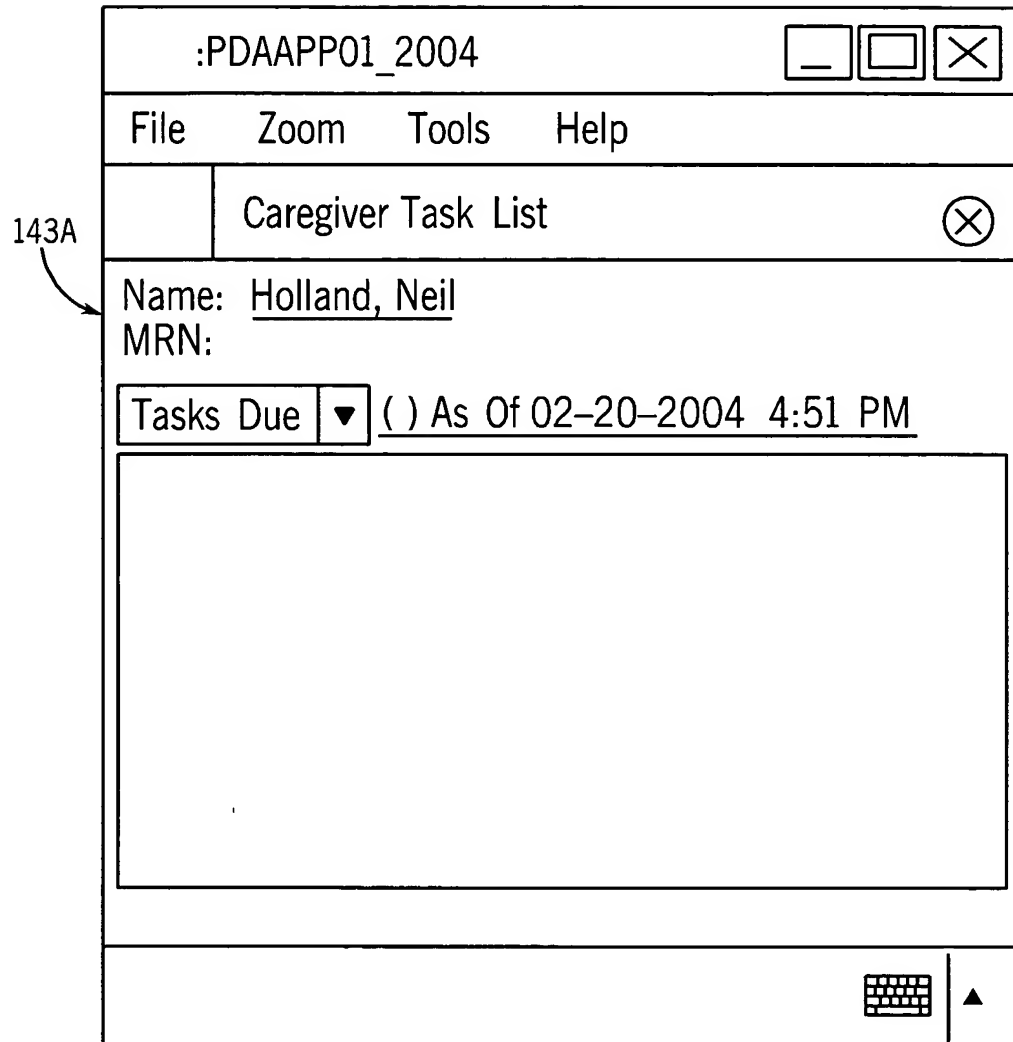 :PDAAPP01_2004
File Zoom Tools Help
Caregiver Task List
143A
Name: Holland, Neil
MRN:
Tasks Due ( ) As Of 02–20–2004 4:51 PM